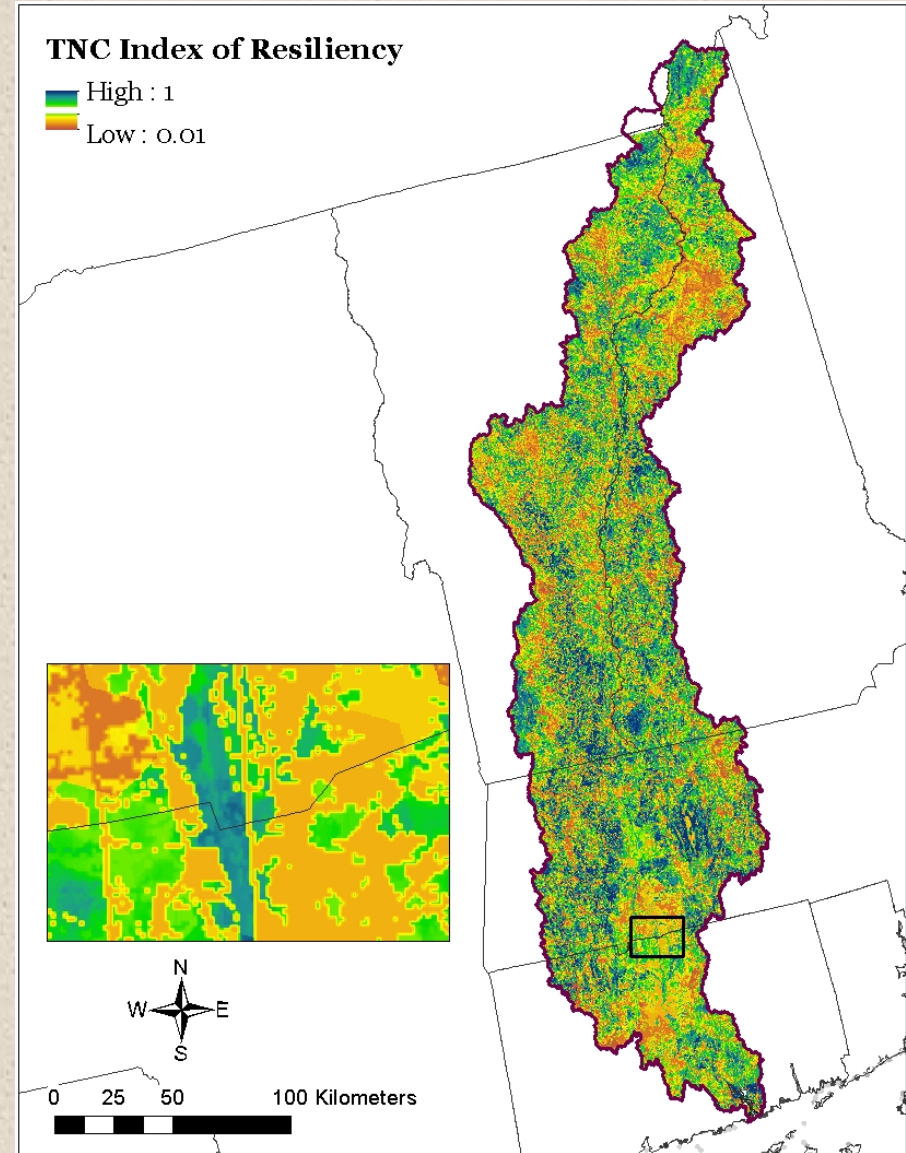 TNC Index of Resiliency
High : 1
Low : 0.01
N
W E
S
0 25 50 100 Kilometers